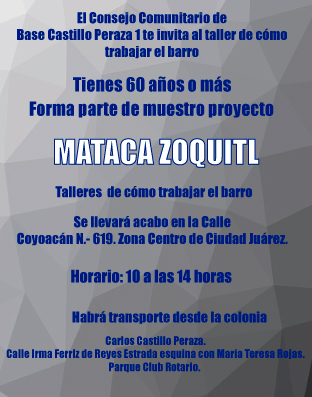 El Consejo Comunitario de
Base Castillo Peraza 1 te invita al taller de cómo
trabajar el barro
Tienes 60 años o más
Forma parte de muestro proyecto
MATACA ZOQUITL
Talleres de cómo trabajar el barro
Se llevará acabo en la Calle
Coyoacán N.- 619. Zona Centro de Ciudad Juárez.
Horario: 10 a las 14 horas
Habrá transporte desde la colonia
Carlos Castillo Peraza.
Calle Irma Ferriz de Reyes Estrada esquina con María Teresa Rojas.
Parque Club Rotario.